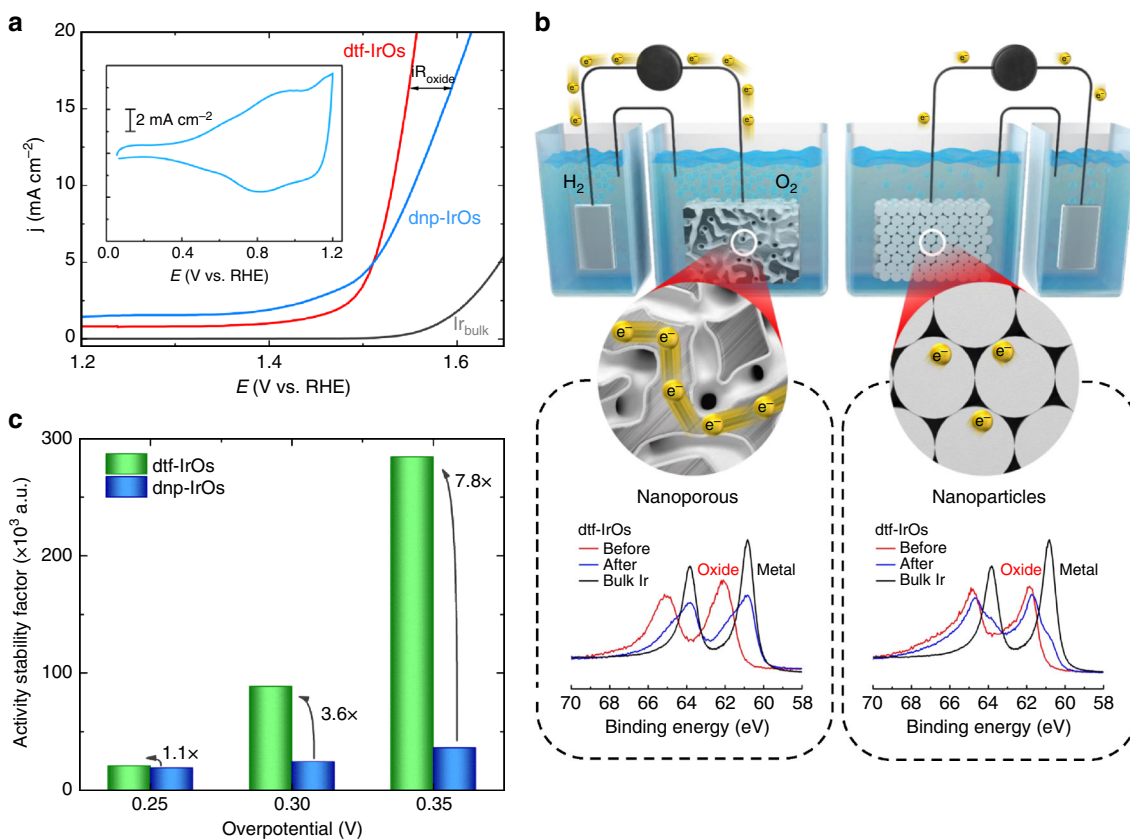 a
20
15
10
5
0
j (mA cm⁻²)
dtf-IrOs
iR_oxide
dnp-IrOs
Ir_bulk
2 mA cm⁻²
0.0 0.4 0.8 1.2
E (V vs. RHE)
1.2 1.4 1.6
E (V vs. RHE)
b
e⁻ e⁻ e⁻ e⁻ e⁻ e⁻ e⁻ e⁻
H₂
O₂
e⁻ e⁻ e⁻ e⁻
e⁻ e⁻ e⁻ e⁻ e⁻
e⁻ e⁻ e⁻
Nanoporous
dtf-IrOs
Before
After
Bulk Ir
Oxide
Metal
70 68 66 64 62 60 58
Binding energy (eV)
Nanoparticles
dtf-IrOs
Before
After
Bulk Ir
Oxide
Metal
70 68 66 64 62 60 58
Binding energy (eV)
c
300
200
100
0
Activity stability factor (×10³ a.u.)
dtf-IrOs
dnp-IrOs
1.1×
3.6×
7.8×
0.25 0.30 0.35
Overpotential (V)